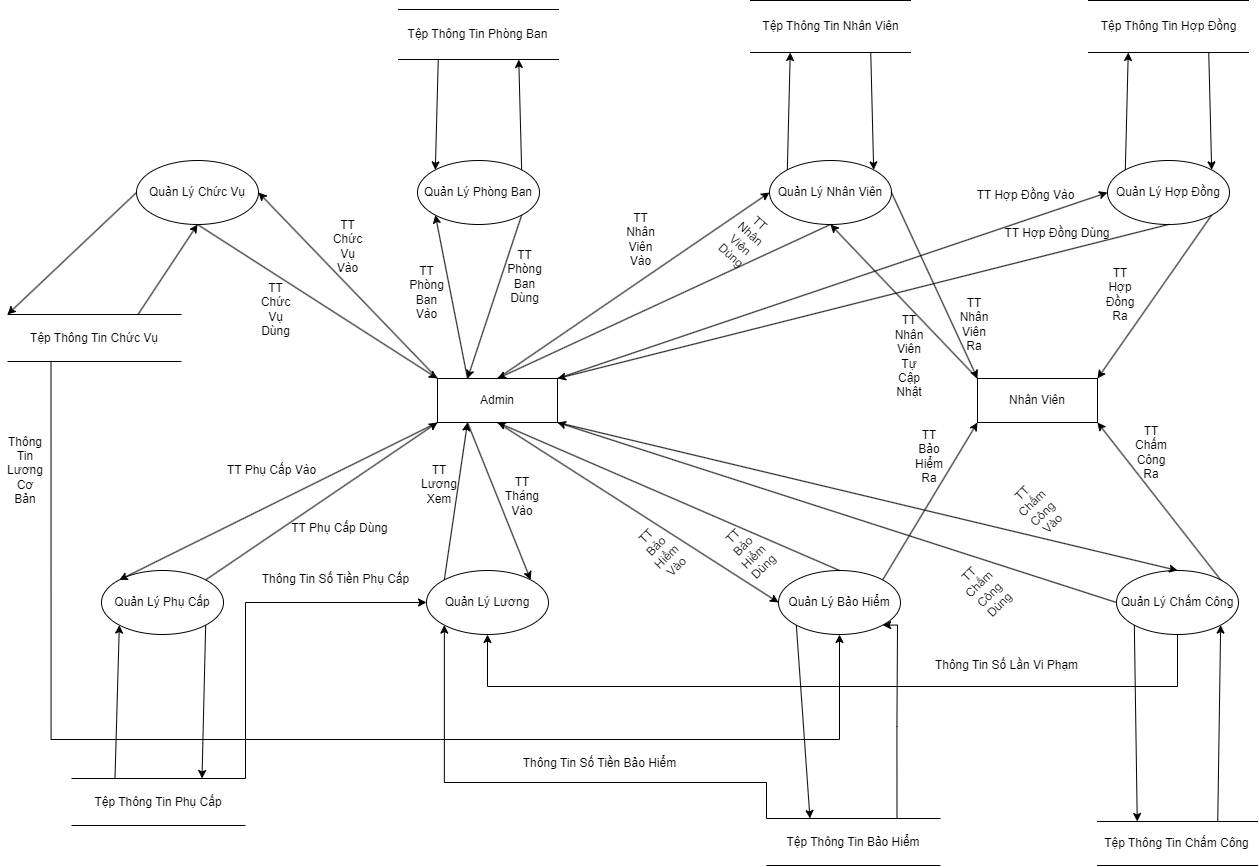 Tệp Thông Tin Phòng Ban
Tệp Thông Tin Nhân Viên
Tệp Thông Tin Hợp Đồng
Quản Lý Chức Vụ
Quản Lý Phòng Ban
Quản Lý Nhân Viên
Quản Lý Hợp Đồng
TT
Chức
Vụ
Vào
TT
Chức
Vụ
Dùng
TT
Phòng
Ban
Vào
TT
Phòng
Ban
Dùng
TT
Nhân
Viên
Vào
TT
Nhân
Viên
Dùng
TT Hợp Đồng Vào
TT Hợp Đồng Dùng
TT
Hợp
Đồng
Ra
TT
Nhân
Viên
Ra
TT
Nhân
Viên
Tự
Cập
Nhật
Tệp Thông Tin Chức Vụ
Admin
Nhân Viên
Thông
Tin
Lương
Cơ
Bản
TT Phụ Cấp Vào
TT Phụ Cấp Dùng
TT
Lương
Xem
TT
Tháng
Vào
TT
Bảo
Hiểm
Vào
TT
Bảo
Hiểm
Dùng
TT
Bảo
Hiểm
Ra
TT
Chấm
Công
Vào
TT
Chấm
Công
Dùng
TT
Chấm
Công
Ra
Thông Tin Số Tiền Phụ Cấp
Quản Lý Phụ Cấp
Quản Lý Lương
Quản Lý Bảo Hiểm
Quản Lý Chấm Công
Thông Tin Số Lần Vi Phạm
Thông Tin Số Tiền Bảo Hiểm
Tệp Thông Tin Phụ Cấp
Tệp Thông Tin Bảo Hiểm
Tệp Thông Tin Chấm Công